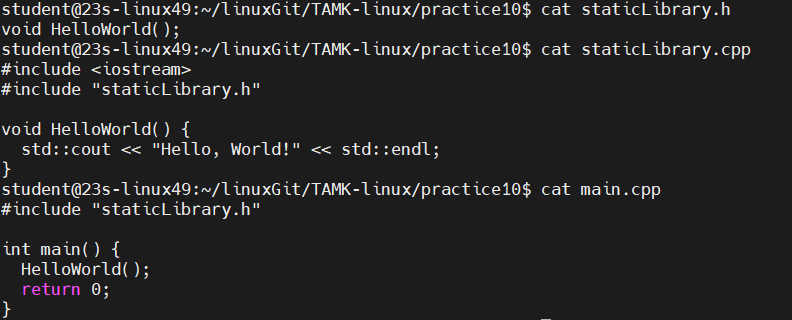 student@23s-linux49:~/linuxGit/TAMK-linux/practice10$ cat staticLibrary.h
void HelloWorld();
student@23s-linux49:~/linuxGit/TAMK-linux/practice10$ cat staticLibrary.cpp
#include <iostream>
#include "staticLibrary.h"

void HelloWorld() {
  std::cout << "Hello, World!" << std::endl;
}
student@23s-linux49:~/linuxGit/TAMK-linux/practice10$ cat main.cpp
#include "staticLibrary.h"

int main() {
  HelloWorld();
  return 0;
}